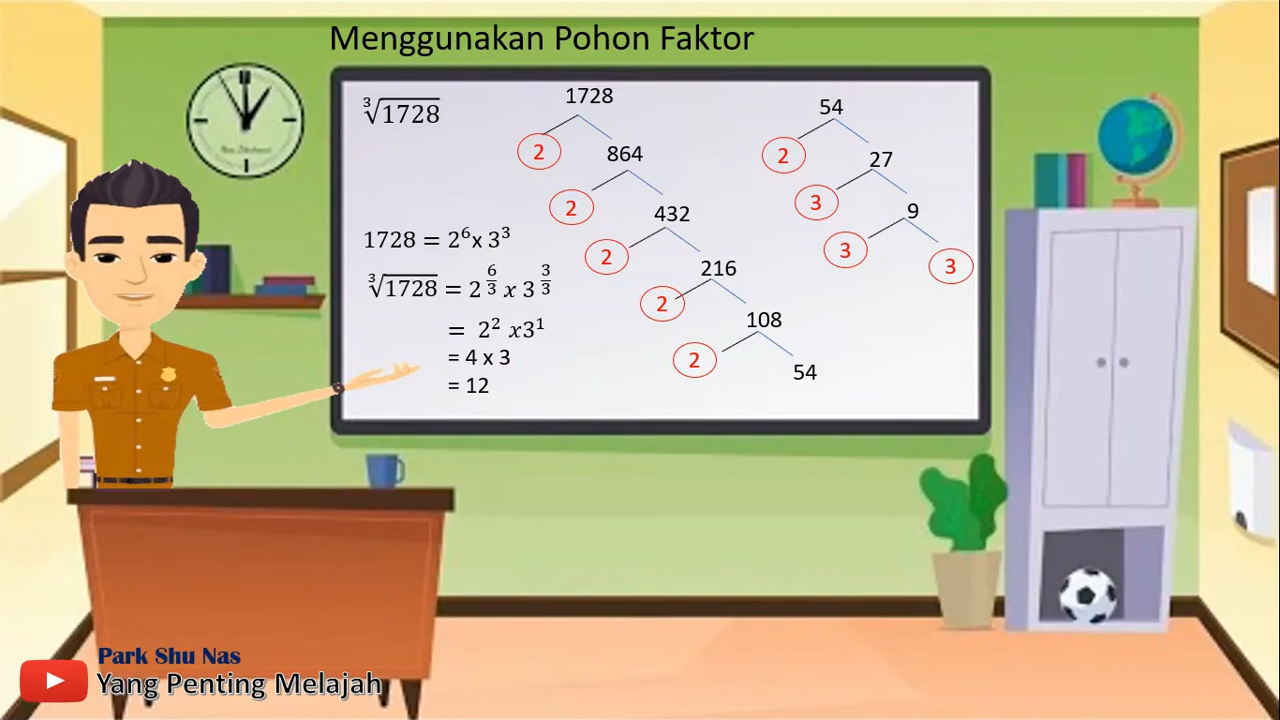 Menggunakan Pohon Faktor
∛1728
1728 = 2⁶x 3³
∛1728 = 2^(6/3) x 3^(3/3)
= 2² x3¹
= 4 x 3
= 12
1728
2 864
2 432
2 216
2 108
2 54
54
2 27
3 9
3 3
Park Shu Nas
Yang Penting Melajah